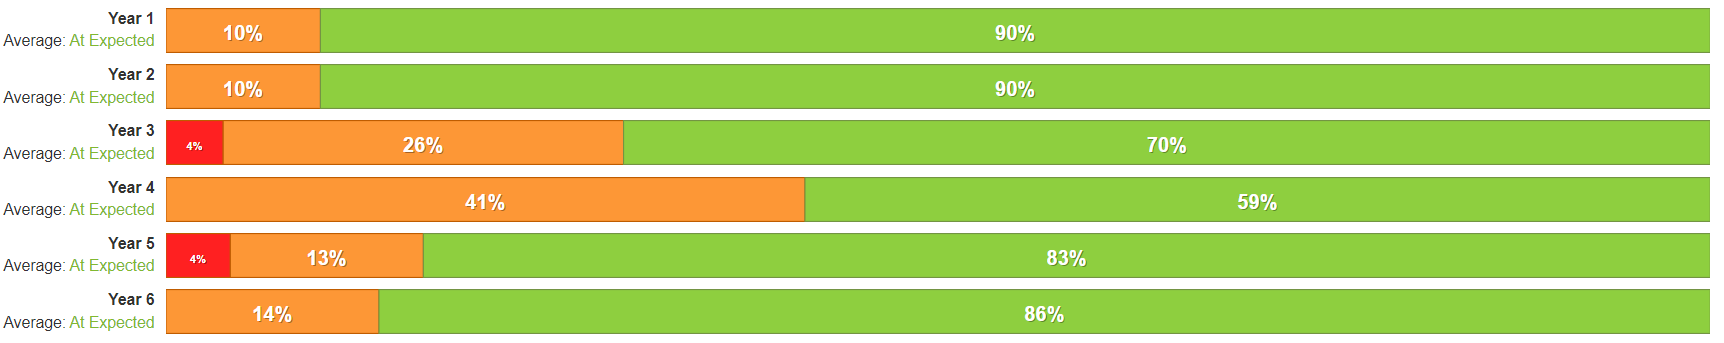 Year 1
Average: At Expected
10% 90%
Year 2
Average: At Expected
10% 90%
Year 3
Average: At Expected
4% 26% 70%
Year 4
Average: At Expected
41% 59%
Year 5
Average: At Expected
4% 13% 83%
Year 6
Average: At Expected
14% 86%